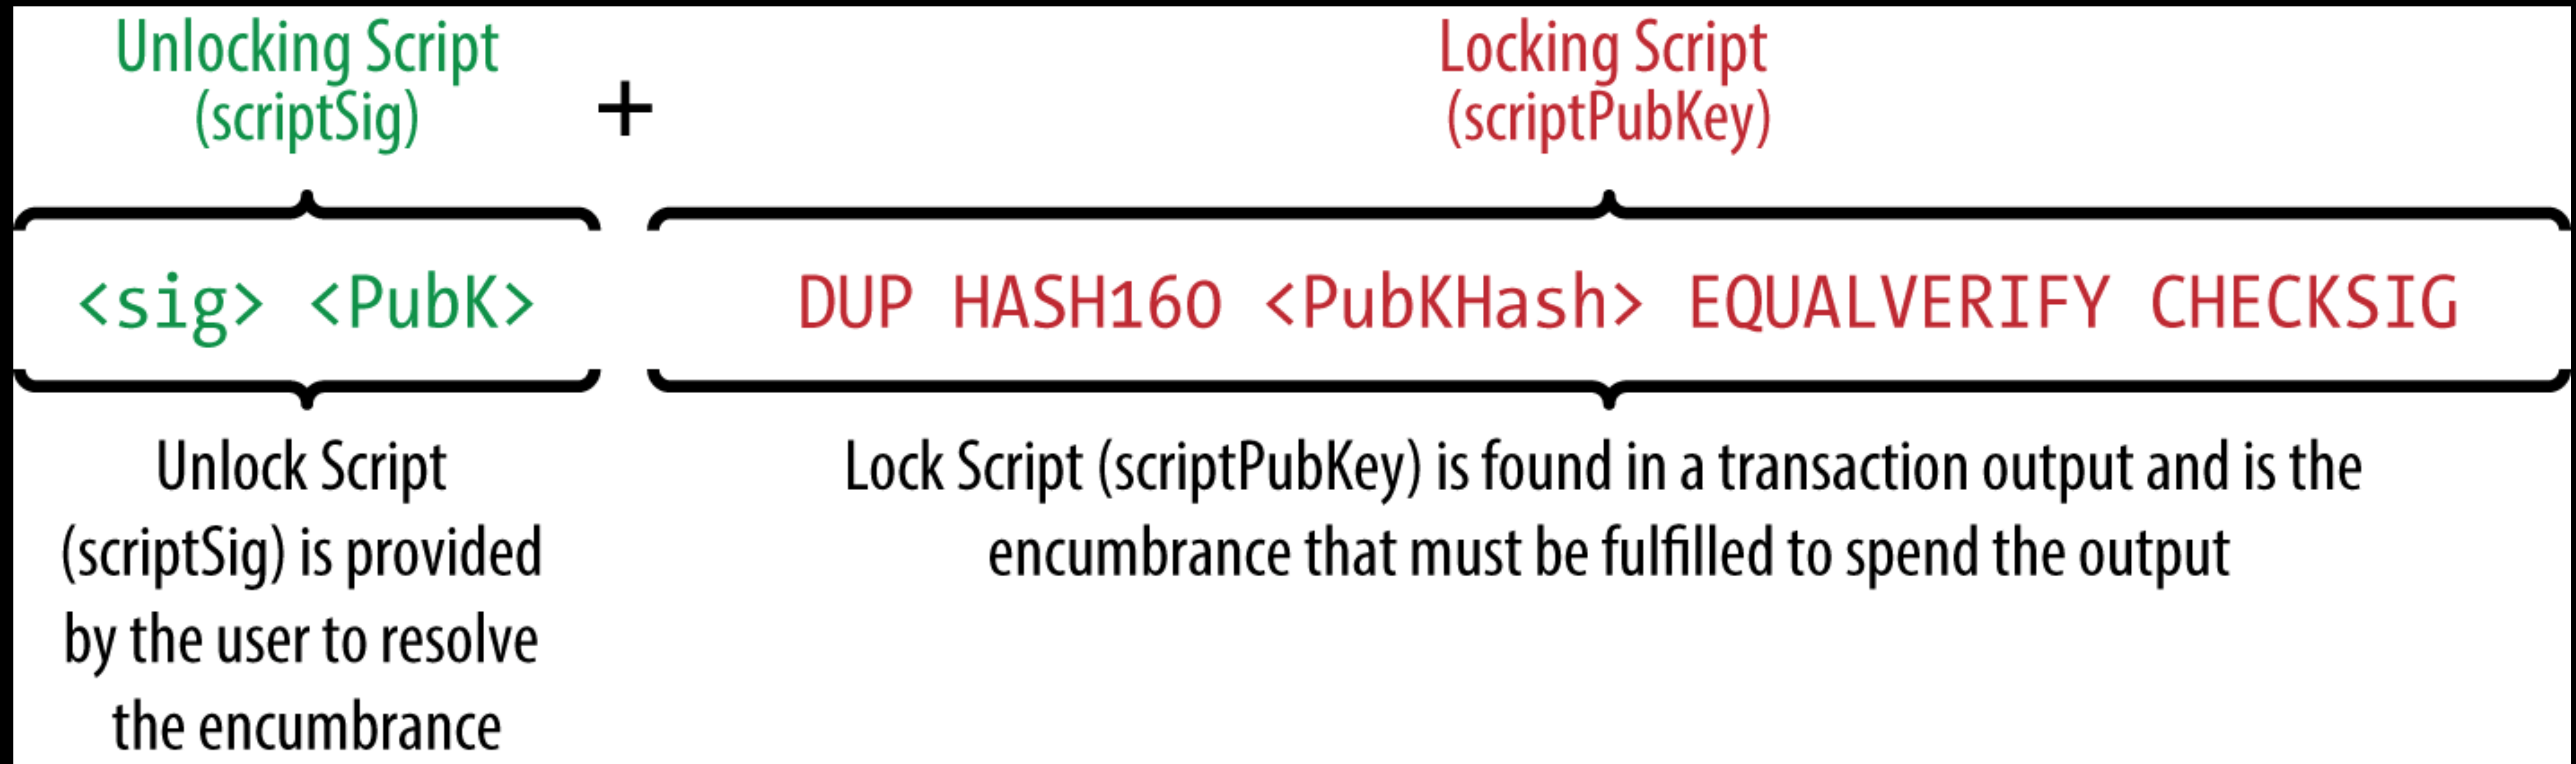 Unlocking Script
(scriptSig)
+
Locking Script
(scriptPubKey)
<sig> <PubK>
DUP HASH160 <PubKHash> EQUALVERIFY CHECKSIG
Unlock Script
(scriptSig) is provided
by the user to resolve
the encumbrance
Lock Script (scriptPubKey) is found in a transaction output and is the
encumbrance that must be fulfilled to spend the output